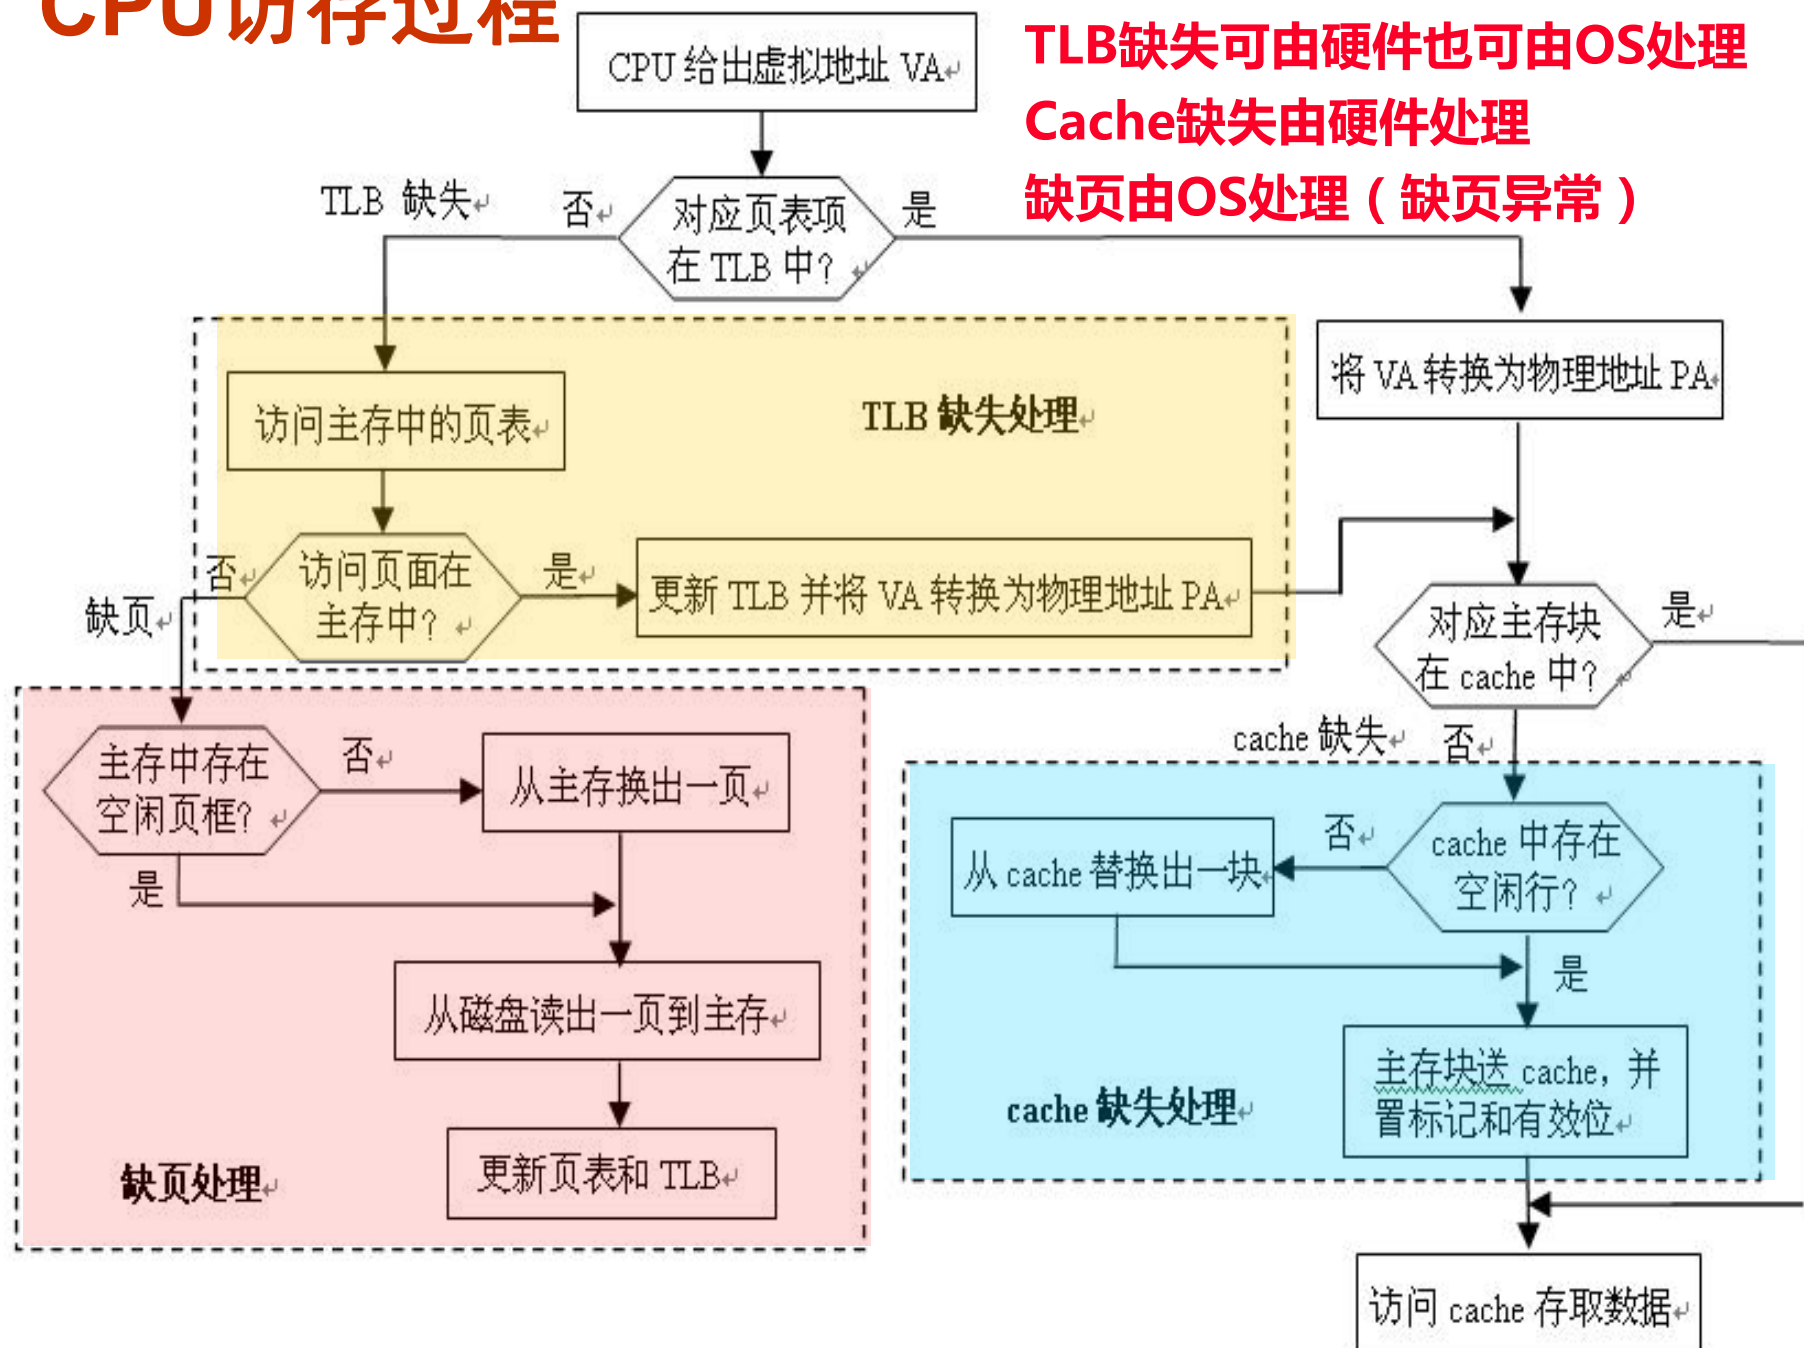 CPU访存过程
TLB缺失可由硬件也可由OS处理
Cache缺失由硬件处理
缺页由OS处理（缺页异常）
CPU 给出虚拟地址 VA
TLB 缺失
否
对应页表项
在 TLB 中?
是
访问主存中的页表
TLB 缺失处理
将 VA 转换为物理地址 PA
否
访问页面在
主存中?
是
更新 TLB 并将 VA 转换为物理地址 PA
缺页
对应主存块
在 cache 中?
是
cache 缺失
否
主存中存在
空闲页框?
否
从主存换出一页
是
从磁盘读出一页到主存
更新页表和 TLB
缺页处理
从 cache 替换出一块
否
cache 中存在
空闲行?
是
主存块送 cache，并
置标记和有效位
cache 缺失处理
访问 cache 存取数据